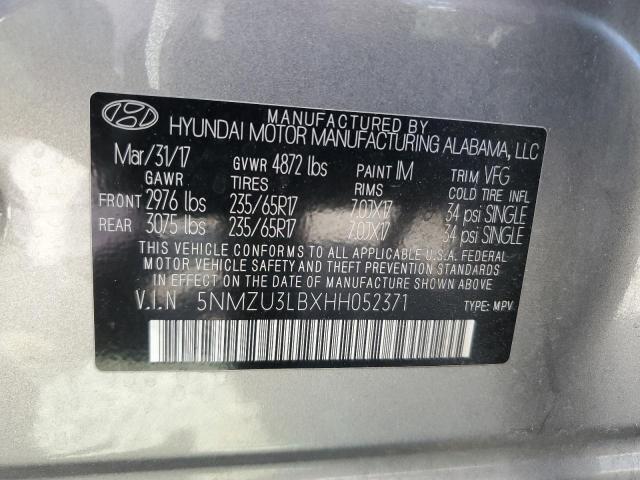 MANUFACTURED BY
HYUNDAI MOTOR MANUFACTURING ALABAMA, LLC
Mar/31/17 GVWR 4872 lbs PAINT IM TRIM VFG
GAWR TIRES RIMS COLD TIRE INFL
FRONT 2976 lbs 235/65R17 7.0JX17 34 psi SINGLE
REAR 3075 lbs 235/65R17 7.0JX17 34 psi SINGLE
THIS VEHICLE CONFORMS TO ALL APPLICABLE U.S.A. FEDERAL
MOTOR VEHICLE SAFETY AND THEFT PREVENTION STANDARDS
IN EFFECT ON THE DATE OF MANUFACTURE SHOWN ABOVE.
V.I.N 5NMZU3LBXHH052371 TYPE: MPV